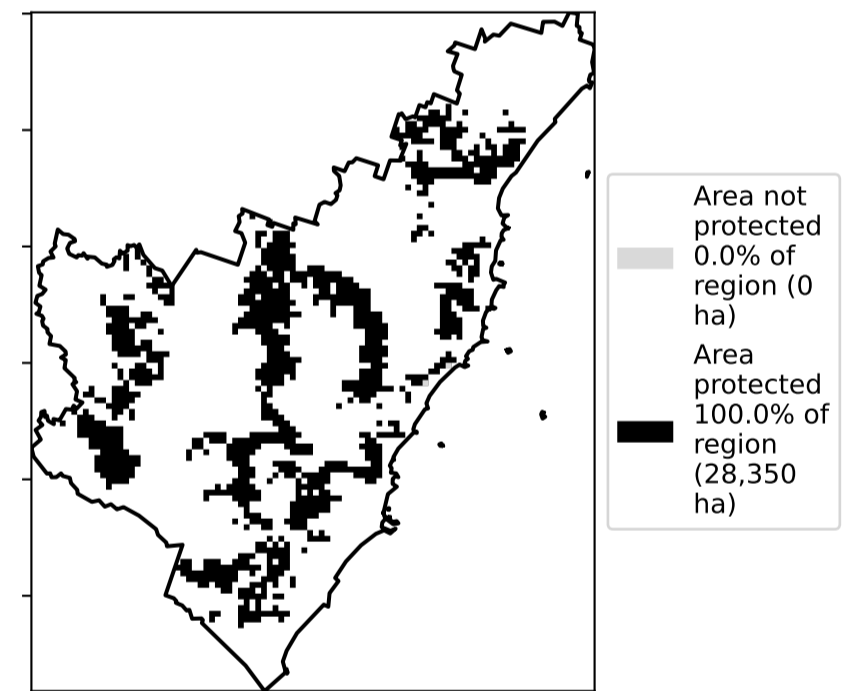 Area not
protected
0.0% of
region (0
ha)
Area
protected
100.0% of
region
(28,350
ha)